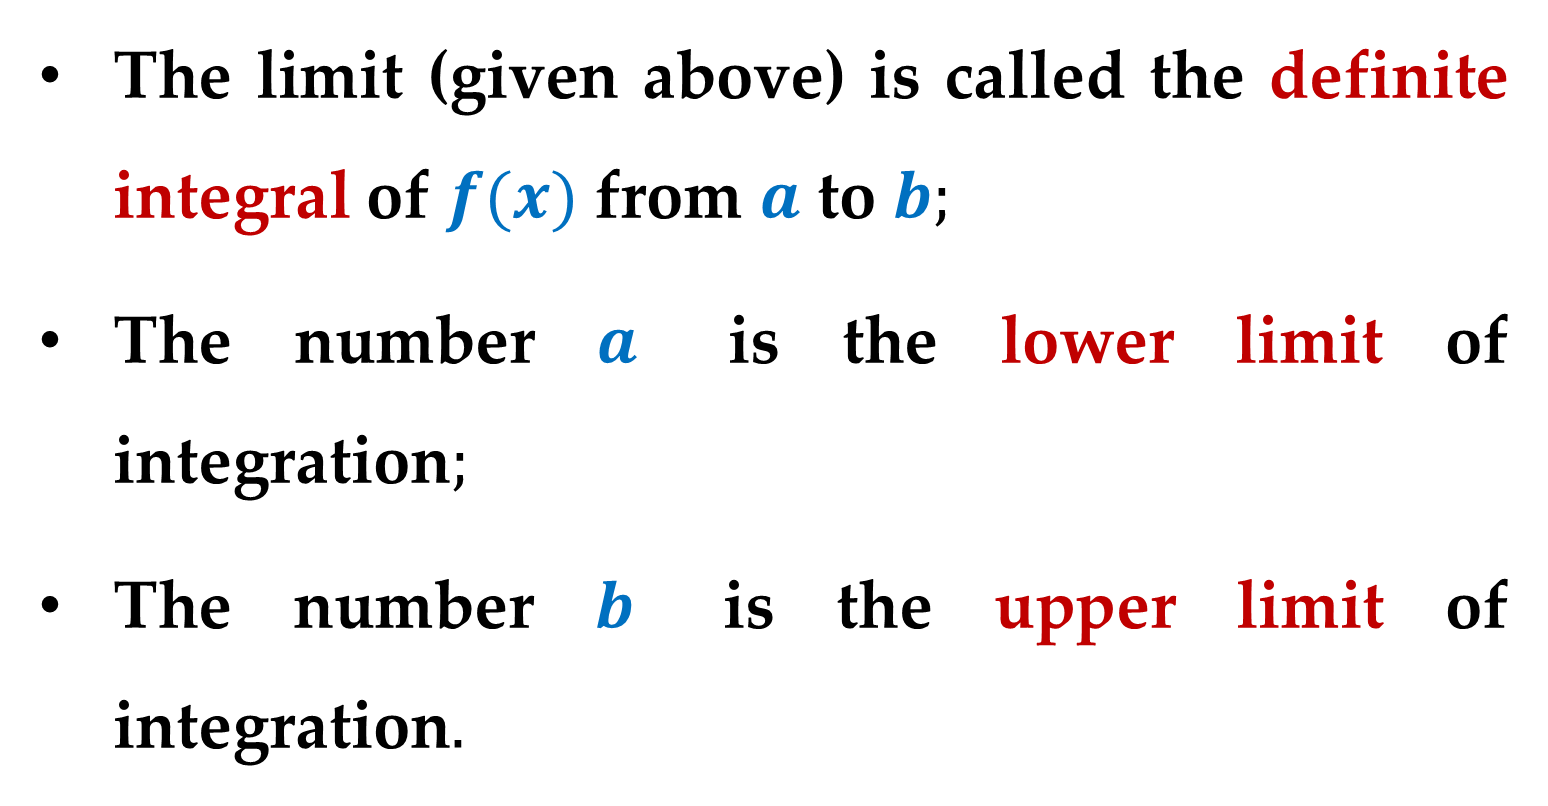 • The limit (given above) is called the definite
integral of f(x) from a to b;
• The number a is the lower limit of
integration;
• The number b is the upper limit of
integration.